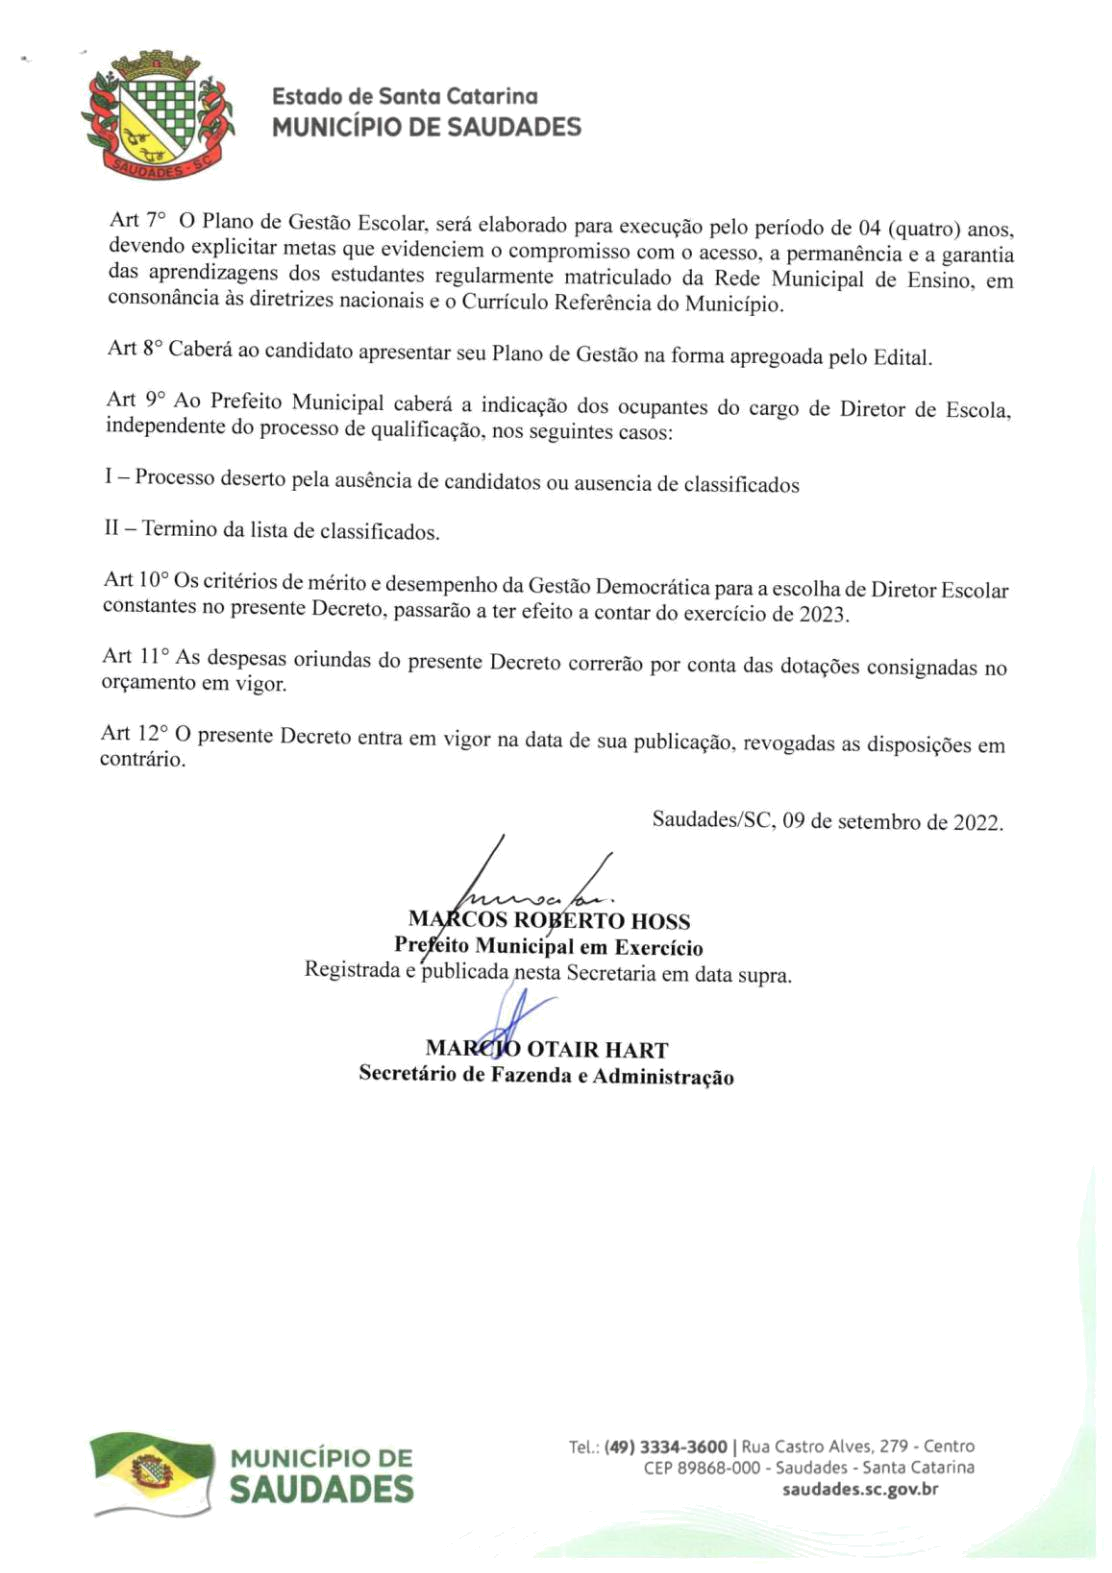 SAUDADES - SC
Estado de Santa Catarina
MUNICÍPIO DE SAUDADES
Art 7° O Plano de Gestão Escolar, será elaborado para execução pelo período de 04 (quatro) anos,
devendo explicitar metas que evidenciem o compromisso com o acesso, a permanência e a garantia
das aprendizagens dos estudantes regularmente matriculado da Rede Municipal de Ensino, em
consonância às diretrizes nacionais e o Currículo Referência do Município.
Art 8° Caberá ao candidato apresentar seu Plano de Gestão na forma apregoada pelo Edital.
Art 9° Ao Prefeito Municipal caberá a indicação dos ocupantes do cargo de Diretor de Escola,
independente do processo de qualificação, nos seguintes casos:
I – Processo deserto pela ausência de candidatos ou ausencia de classificados
II – Termino da lista de classificados.
Art 10° Os critérios de mérito e desempenho da Gestão Democrática para a escolha de Diretor Escolar
constantes no presente Decreto, passarão a ter efeito a contar do exercício de 2023.
Art 11° As despesas oriundas do presente Decreto correrão por conta das dotações consignadas no
orçamento em vigor.
Art 12° O presente Decreto entra em vigor na data de sua publicação, revogadas as disposições em
contrário.
Saudades/SC, 09 de setembro de 2022.
MARCOS ROBERTO HOSS
Prefeito Municipal em Exercício
Registrada e publicada nesta Secretaria em data supra.
MARCIO OTAIR HART
Secretário de Fazenda e Administração
MUNICÍPIO DE
SAUDADES
Tel.: (49) 3334-3600 | Rua Castro Alves, 279 - Centro
CEP 89868-000 - Saudades - Santa Catarina
saudades.sc.gov.br